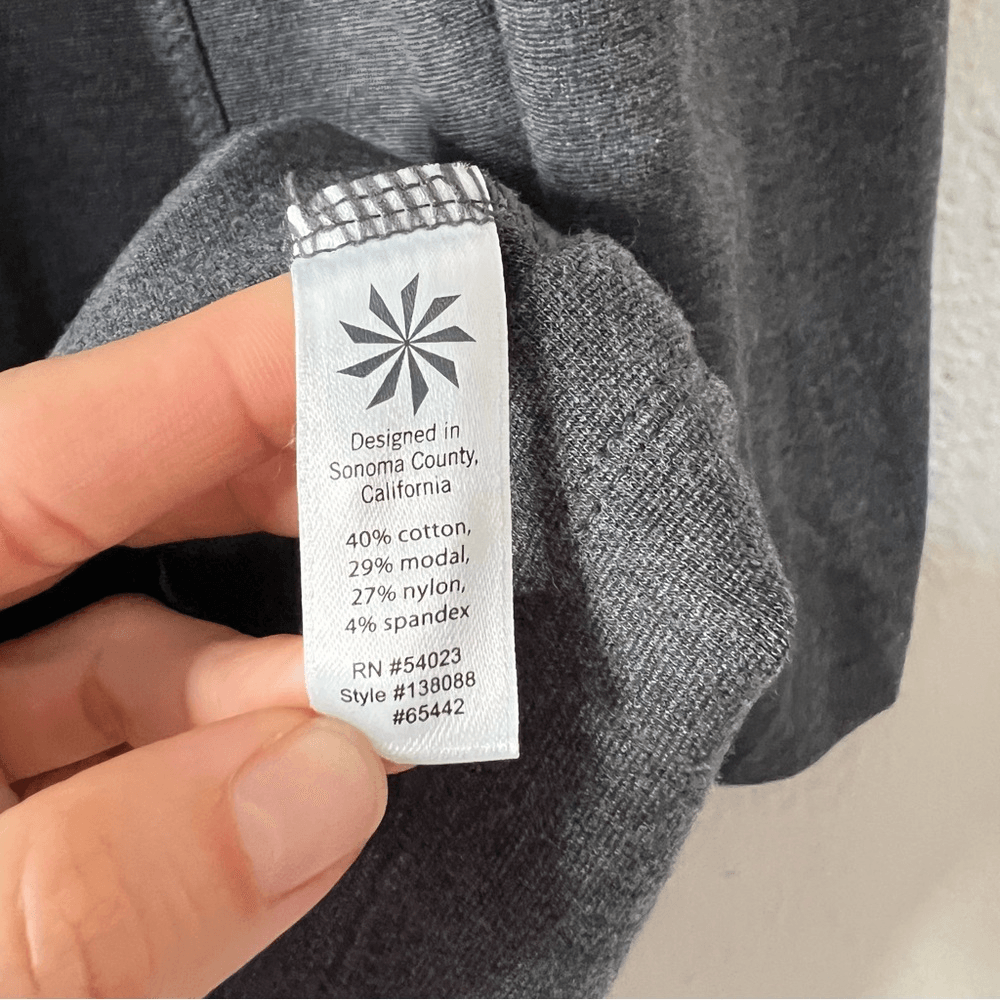 Designed in
Sonoma County,
California
40% cotton,
29% modal,
27% nylon,
4% spandex
RN #54023
Style #138088
#65442